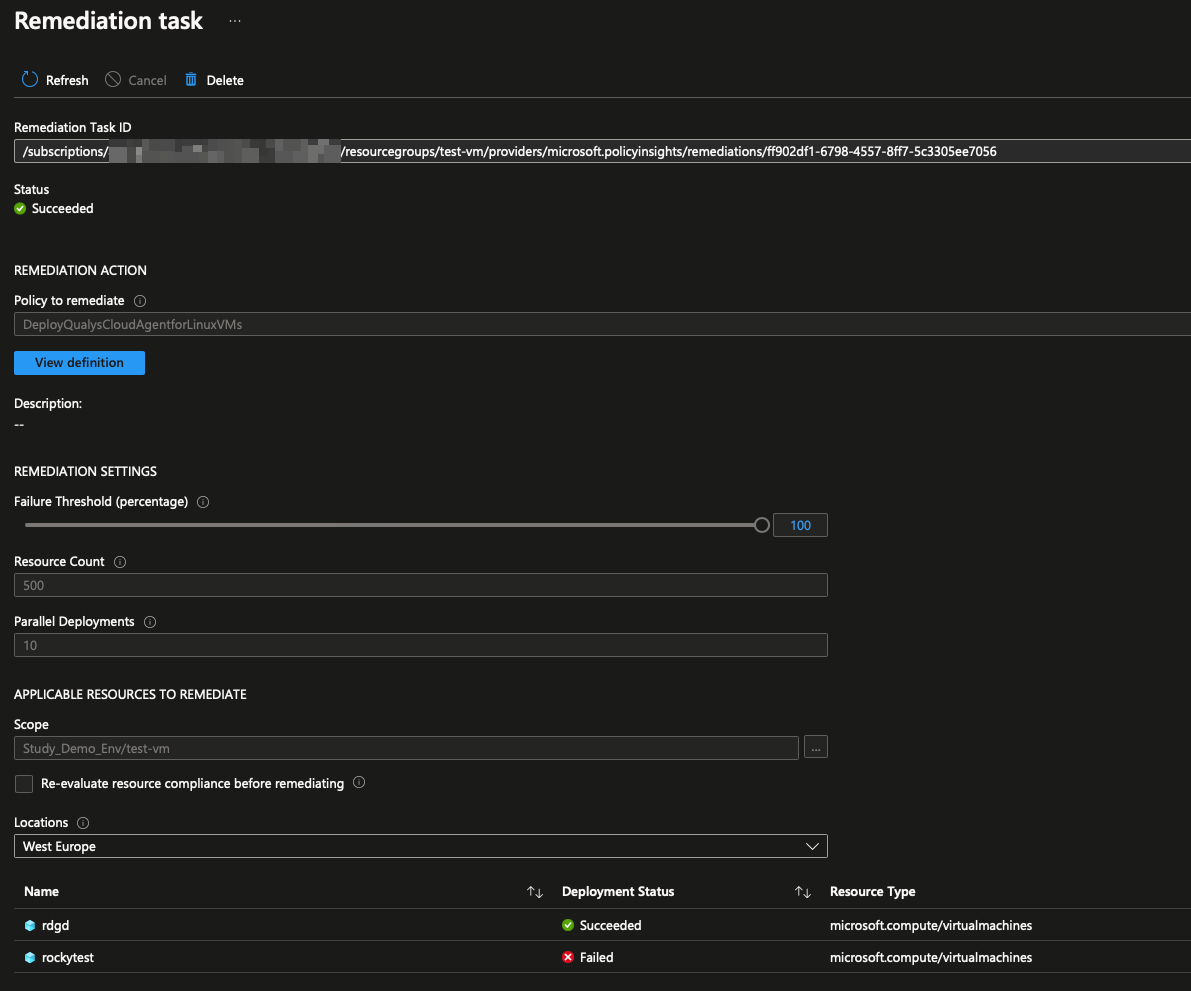 Remediation task ...
Refresh Cancel Delete
Remediation Task ID
/subscriptions/ /resourcegroups/test-vm/providers/microsoft.policyinsights/remediations/ff902df1-6798-4557-8ff7-5c3305ee7056
Status
Succeeded
REMEDIATION ACTION
Policy to remediate
DeployQualysCloudAgentforLinuxVMs
View definition
Description:
--
REMEDIATION SETTINGS
Failure Threshold (percentage)
100
Resource Count
500
Parallel Deployments
10
APPLICABLE RESOURCES TO REMEDIATE
Scope
Study_Demo_Env/test-vm ...
Re-evaluate resource compliance before remediating
Locations
West Europe
Name Deployment Status Resource Type
rdgd Succeeded microsoft.compute/virtualmachines
rockytest Failed microsoft.compute/virtualmachines